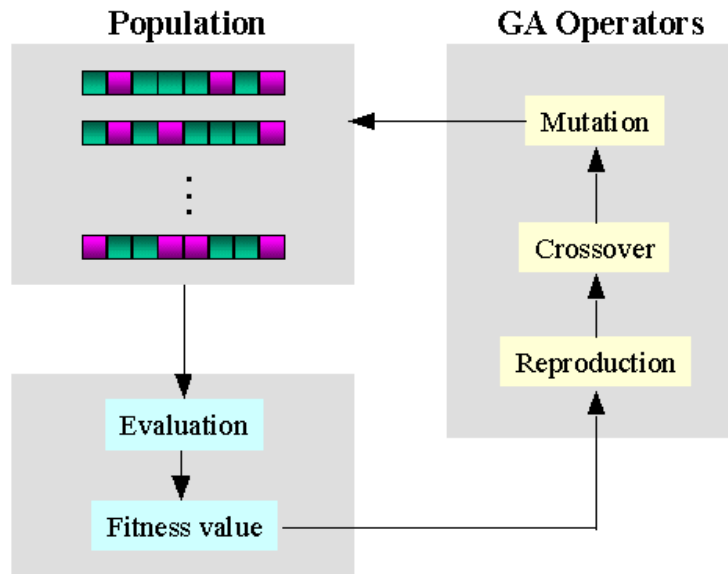 Population
GA Operators
Mutation
Crossover
Reproduction
Evaluation
Fitness value